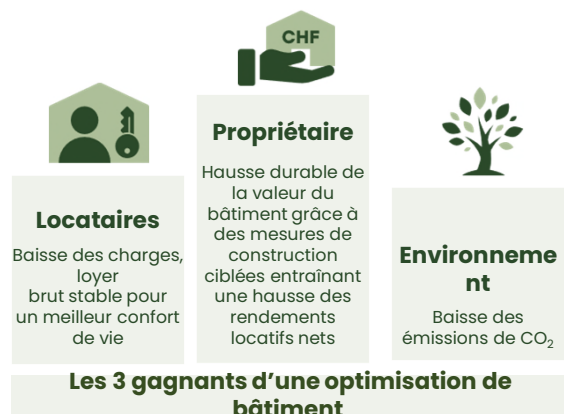 CHF
Locataires
Baisse des charges,
loyer
brut stable pour
un meilleur confort
de vie
Propriétaire
Hausse durable de
la valeur du
bâtiment grâce à
des mesures de
construction
ciblées entraînant
une hausse des
rendements
locatifs nets
Environneme
nt
Baisse des
émissions de CO₂
Les 3 gagnants d’une optimisation de
bâtiment